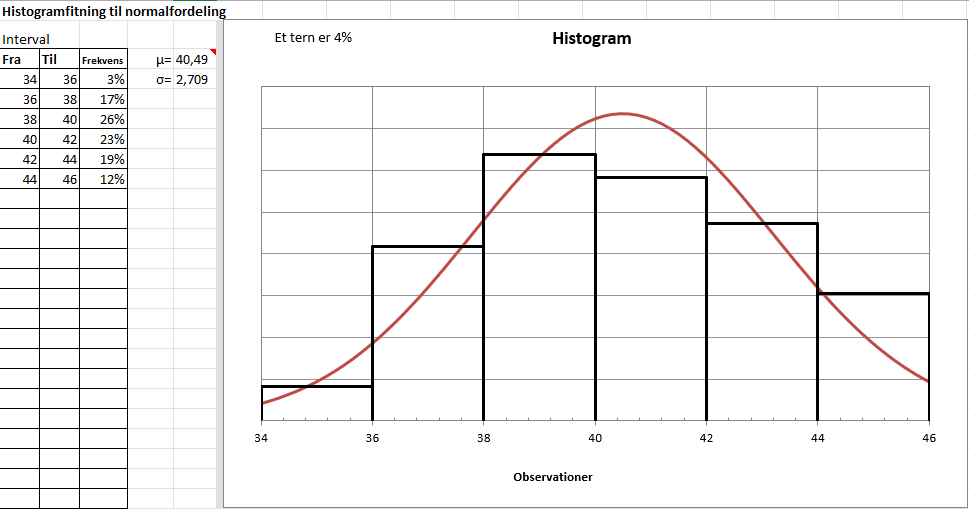 Histogramfitning til normalfordeling
Interval
Fra Til Frekvens µ= 40,49
34 36 3% σ= 2,709
36 38 17%
38 40 26%
40 42 23%
42 44 19%
44 46 12%
Et tern er 4%
Histogram
34 36 38 40 42 44 46
Observationer